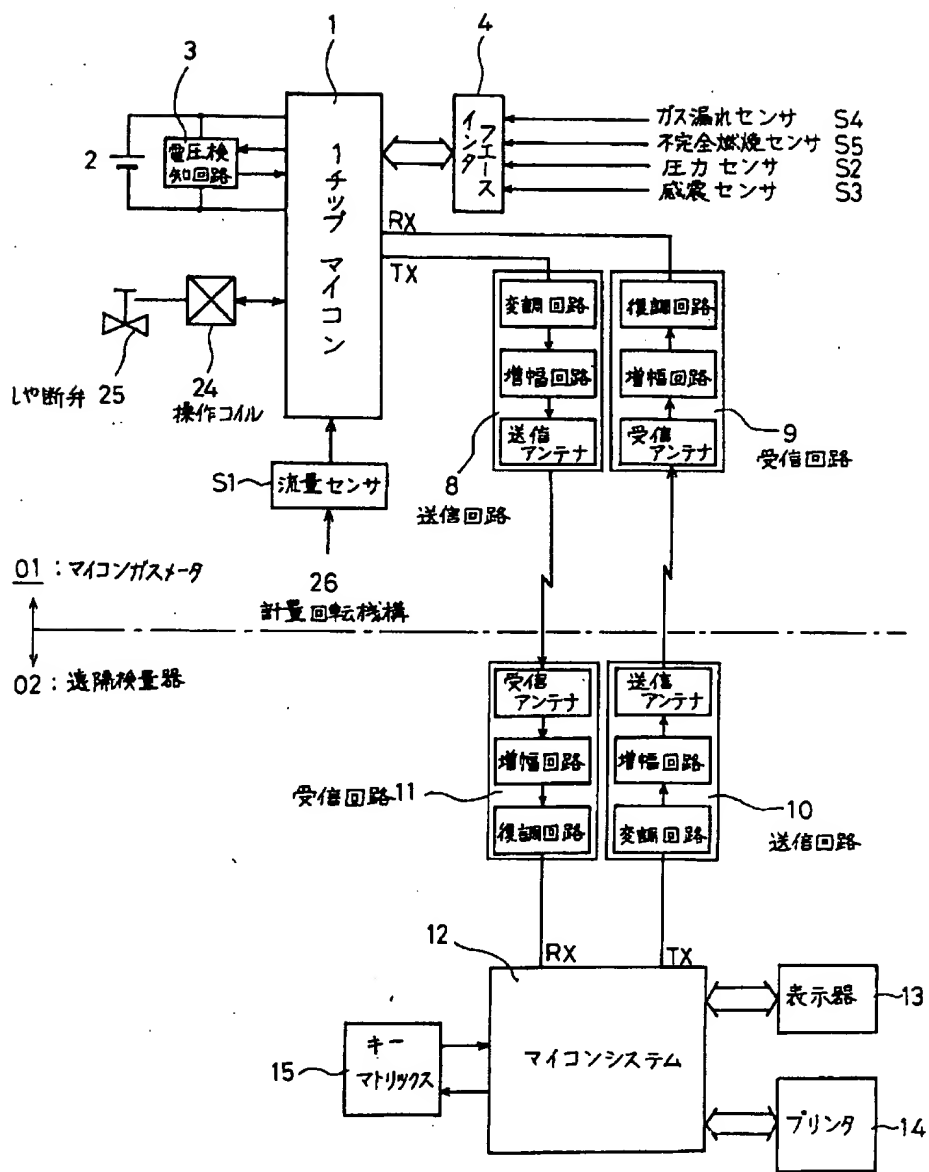 1
4
3
2
電圧検
知回路
1チップ マイコン
インタ
フエース
ガス漏れセンサ S4
不完全燃焼センサ S5
圧力センサ S2
感震センサ S3
RX
TX
しや断弁 25
24
操作コイル
S1
流量センサ
26
計量回転機構
変調回路
増幅回路
送信
アンテナ
8
送信回路
復調回路
増幅回路
受信
アンテナ
9
受信回路
01:マイコンガスメータ
02:遠隔検量器
受信
アンテナ
増幅回路
復調回路
受信回路 11
送信
アンテナ
増幅回路
変調回路
10
送信回路
12
RX
TX
マイコンシステム
キー
マトリックス
15
表示器
13
プリンタ
14